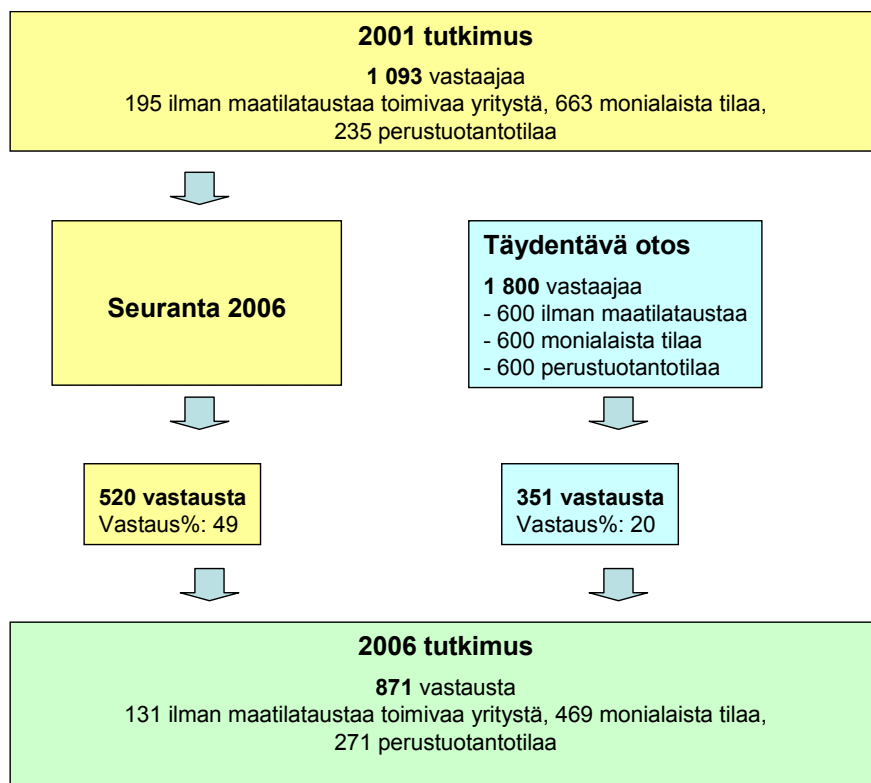 2001 tutkimus
1 093 vastaajaa
195 ilman maatilataustaa toimivaa yritystä, 663 monialaista tilaa,
235 perustuotantotilaa
Seuranta 2006
Täydentävä otos
1 800 vastaajaa
- 600 ilman maatilataustaa
- 600 monialaista tilaa
- 600 perustuotantotilaa
520 vastausta
Vastaus%: 49
351 vastausta
Vastaus%: 20
2006 tutkimus
871 vastausta
131 ilman maatilataustaa toimivaa yritystä, 469 monialaista tilaa,
271 perustuotantotilaa